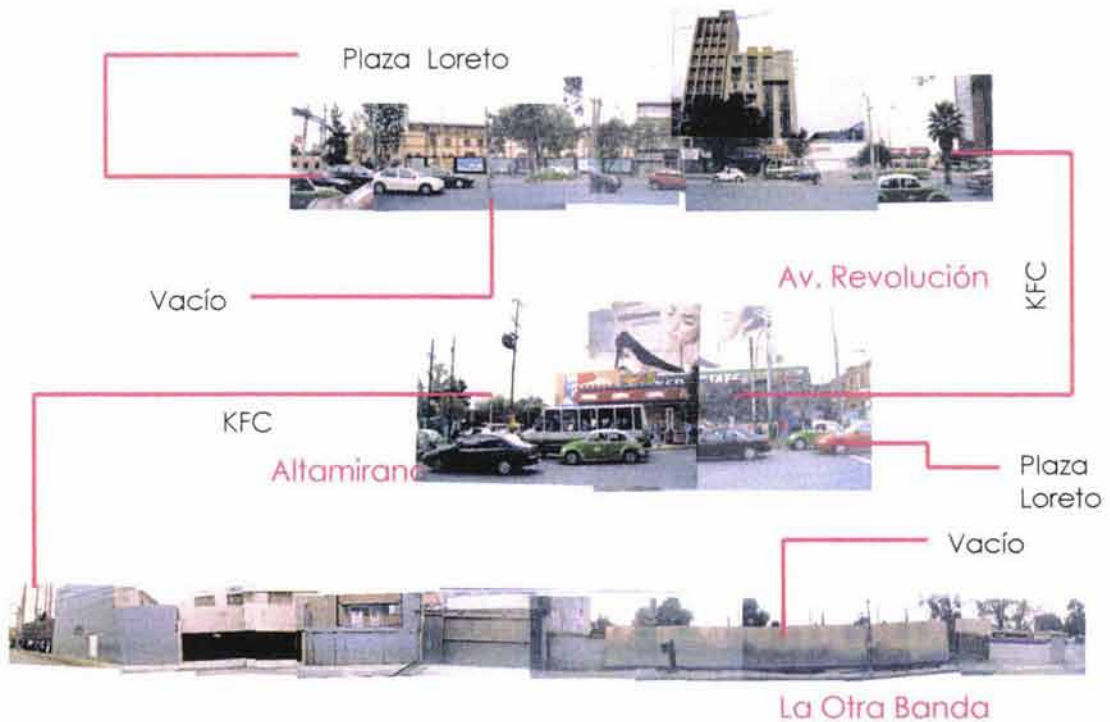 Plaza Loreto
Vacío
Av. Revolución
KFC
KFC
Altamirano
Plaza
Loreto
Vacío
La Otra Banda